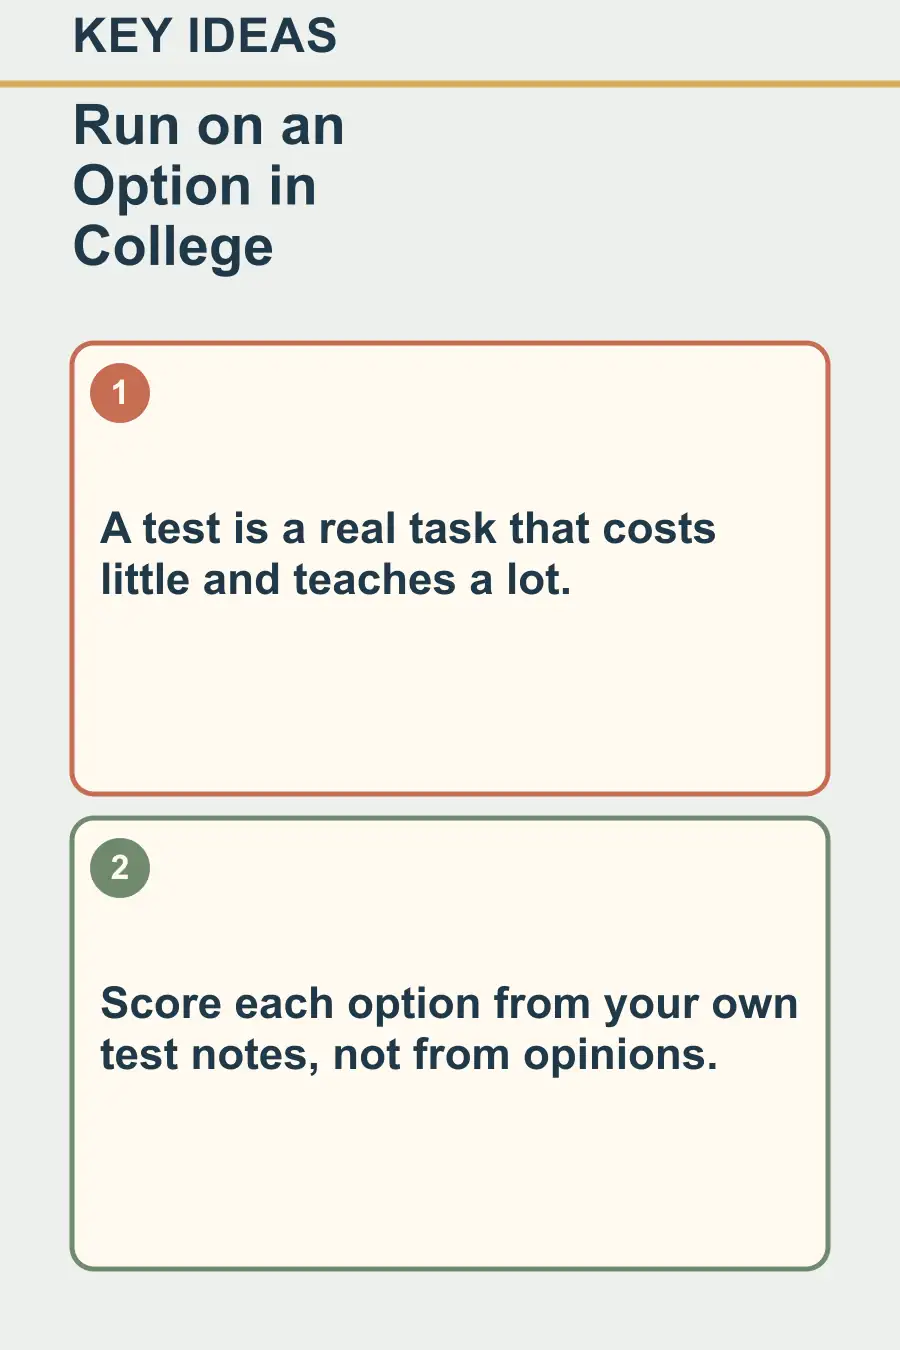 KEY IDEAS
Run on an
Option in
College
1
A test is a real task that costs
little and teaches a lot.
2
Score each option from your own
test notes, not from opinions.